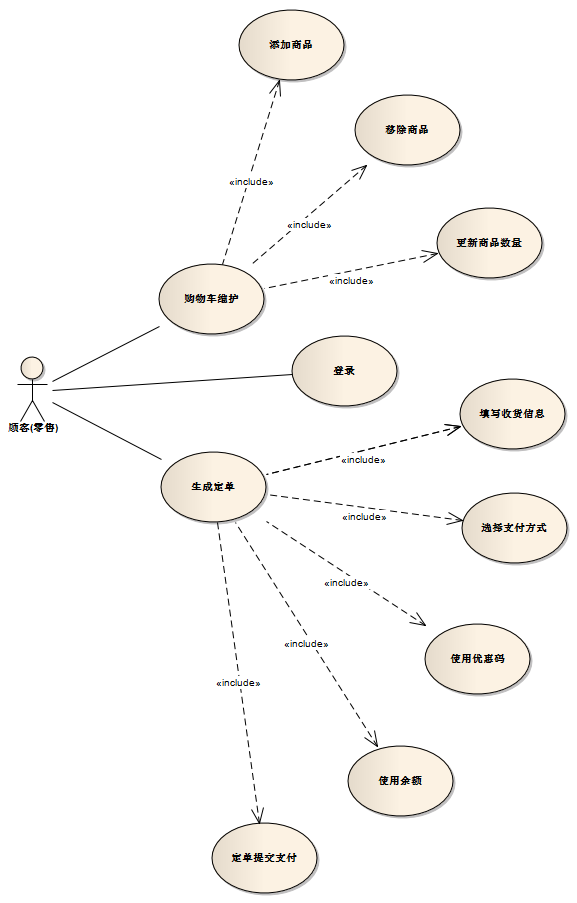 添加商品
移除商品
«include»
«include»
更新商品数量
«include»
购物车维护
登录
顾客(零售)
填写收货信息
«include»
生成定单
«include»
选择支付方式
«include»
«include»
使用优惠码
«include»
使用余额
定单提交支付